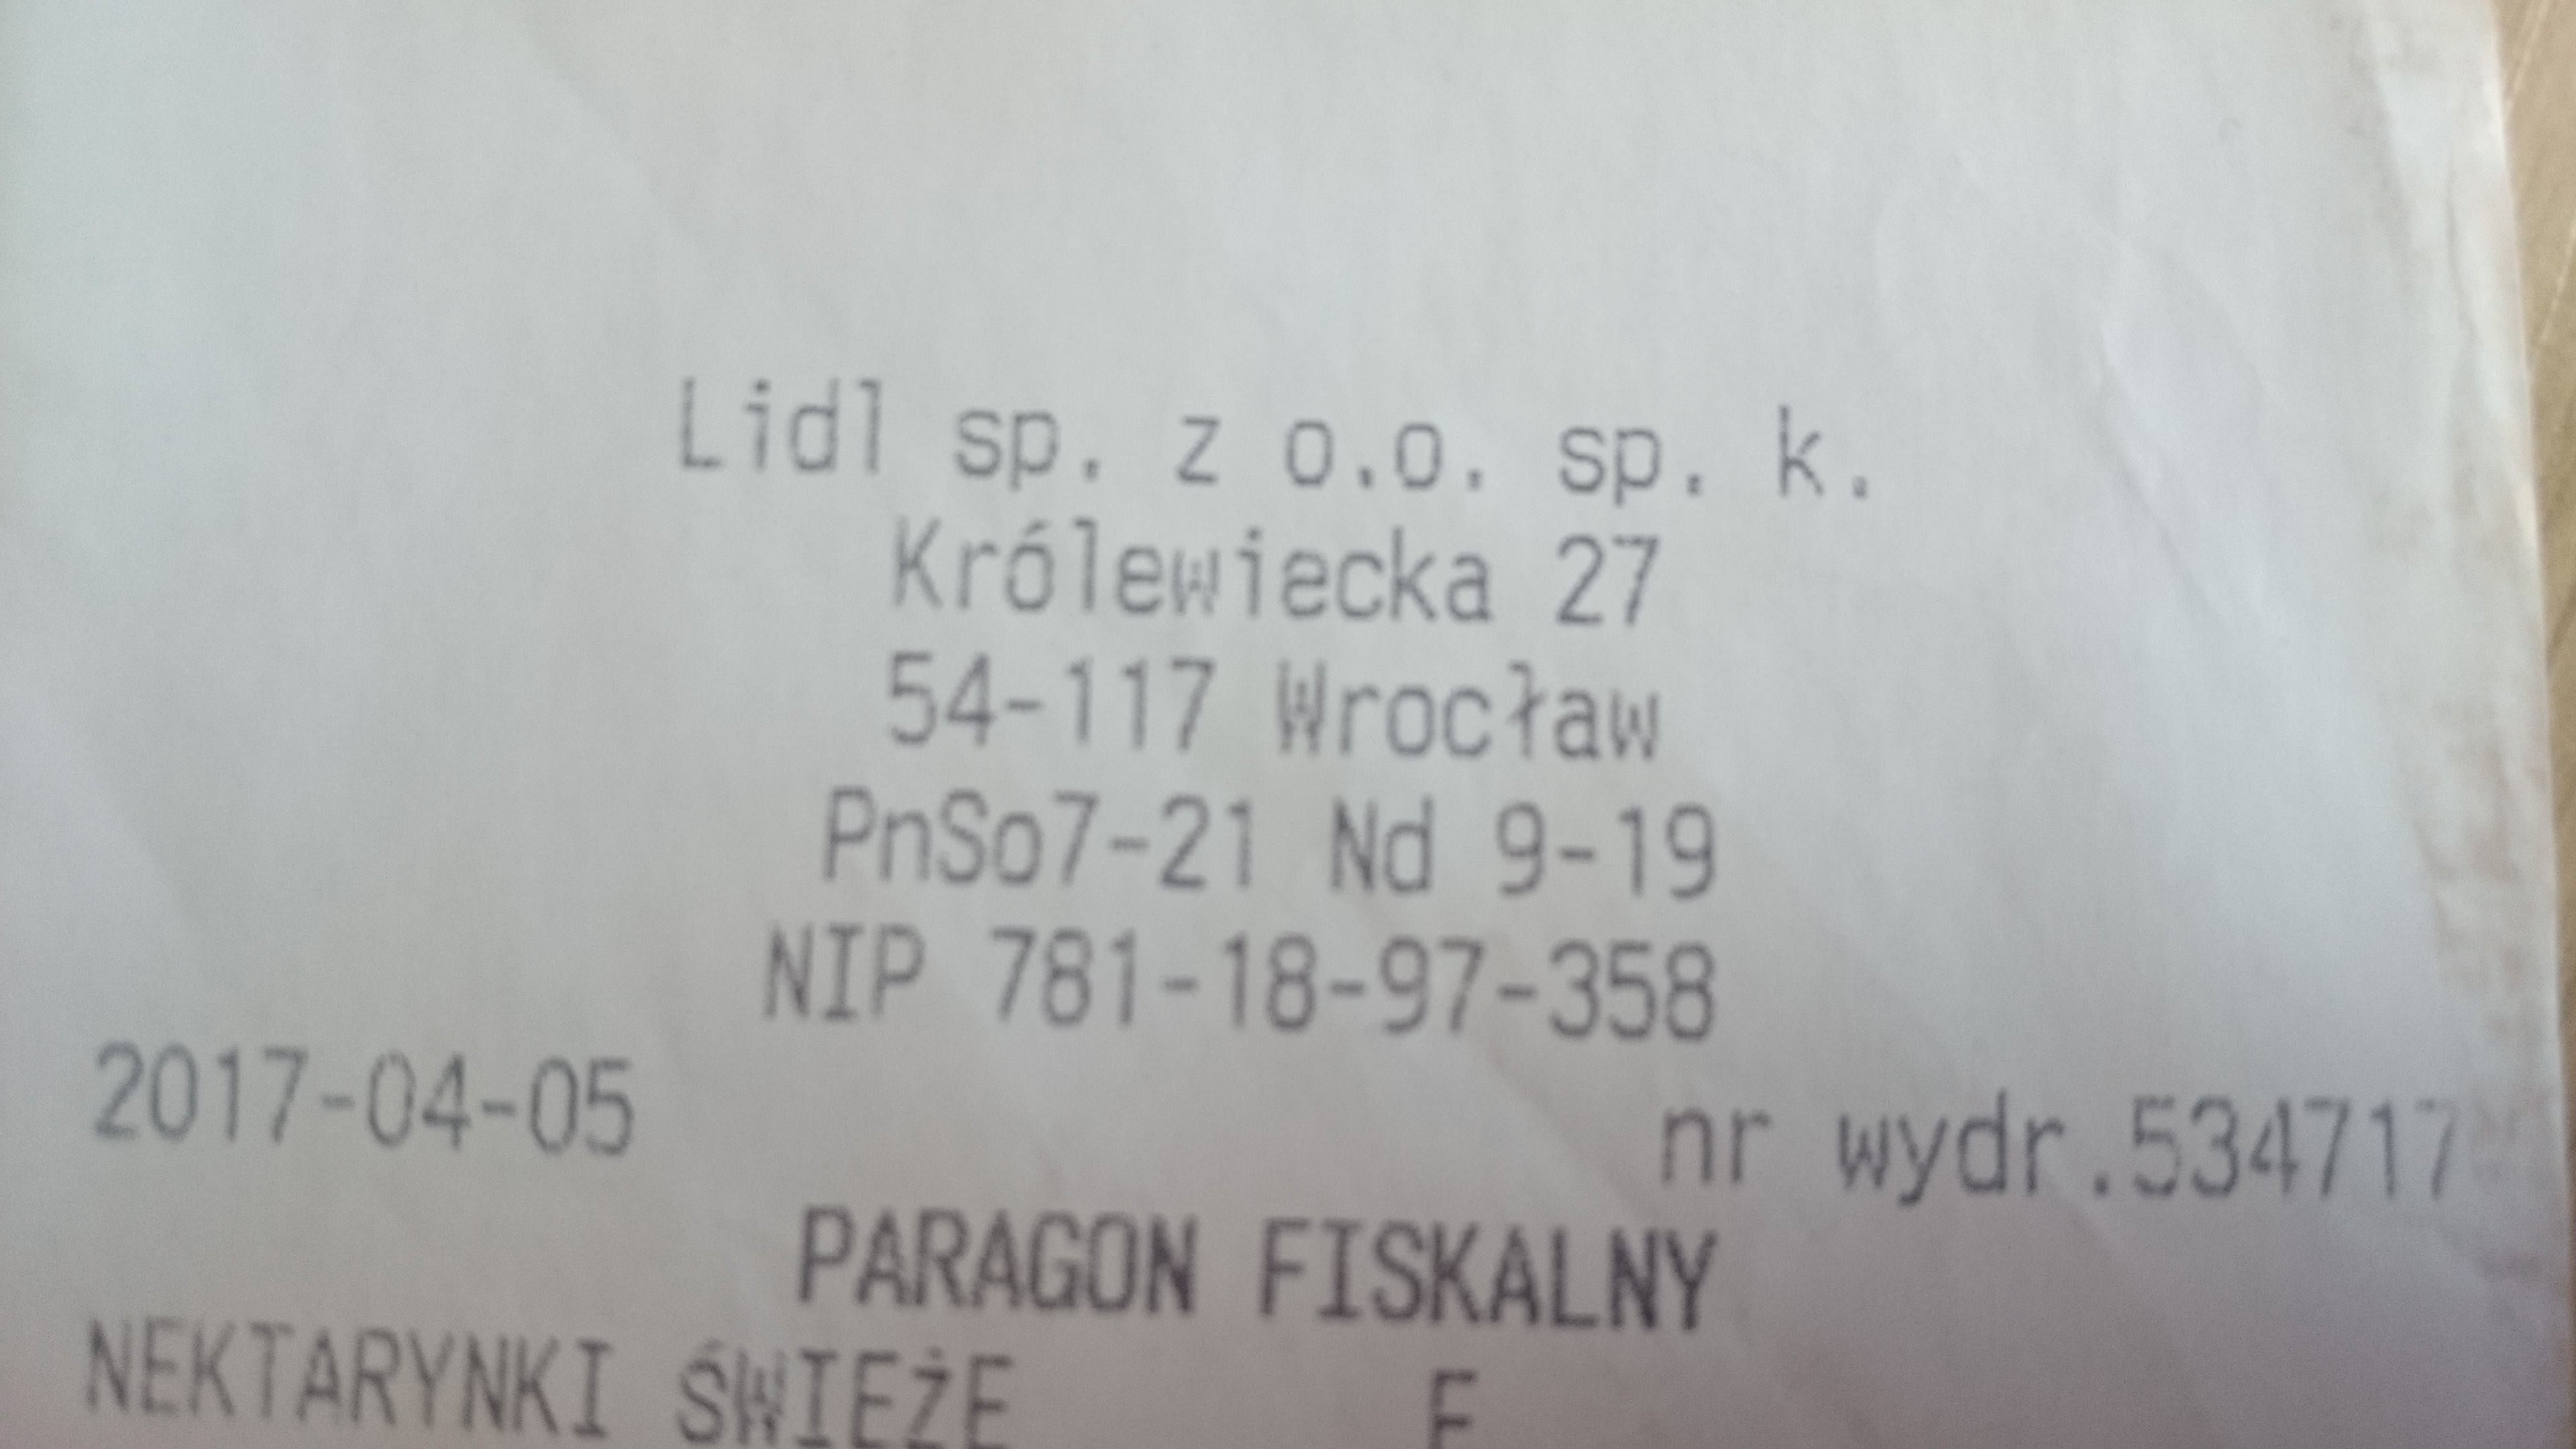 Lidl sp. z o.o. sp. k.
Królewiecka 27
54-117 Wrocław
PnSo7-21 Nd 9-19
NIP 781-18-97-358
2017-04-05 nr wydr.534717
PARAGON FISKALNY
NEKTARYNKI ŚWIEŻE